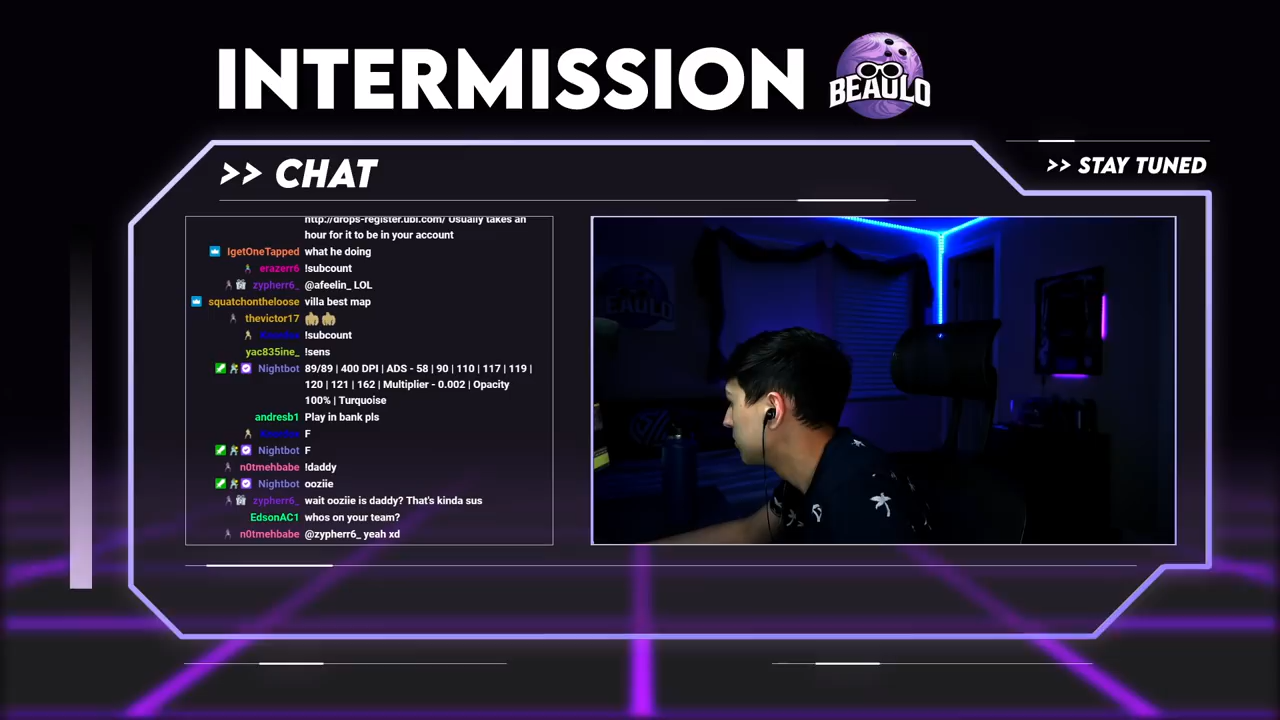 INTERMISSION
BEAULO
>> CHAT
>> STAY TUNED
http://drops-register.ubi.com/ Usually takes an
hour for it to be in your account
IgetOneTapped what he doing
erazerr6 !subcount
zypherr6_ @afeelin_ LOL
squatchontheloose villa best map
thevictor17
!subcount
yac835ine_ !sens
Nightbot 89/89 | 400 DPI | ADS - 58 | 90 | 110 | 117 | 119 |
120 | 121 | 162 | Multiplier - 0.002 | Opacity
100% | Turquoise
andresb1 Play in bank pls
F
Nightbot F
n0tmehbabe !daddy
Nightbot ooziie
zypherr6_ wait ooziie is daddy? That's kinda sus
EdsonAC1 whos on your team?
n0tmehbabe @zypherr6_ yeah xd
EAULO